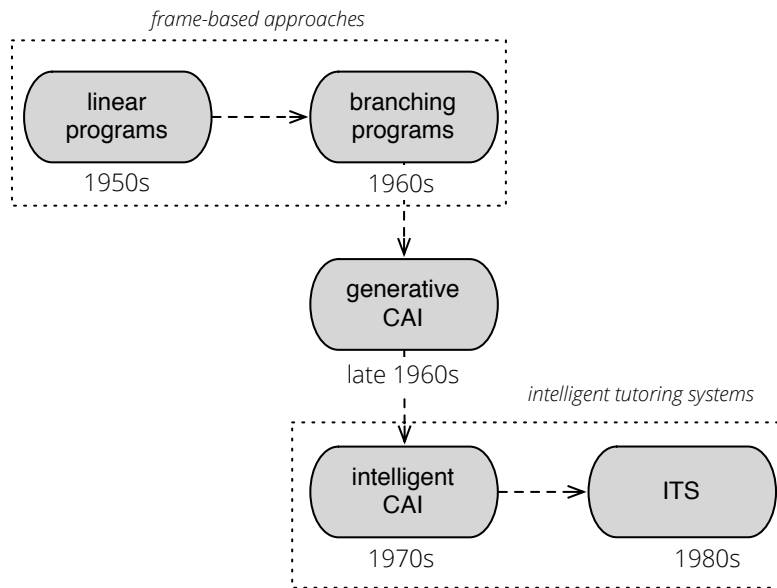 frame-based approaches
linear
programs
branching
programs
1950s
1960s
generative
CAI
late 1960s
intelligent tutoring systems
intelligent
CAI
ITS
1970s
1980s